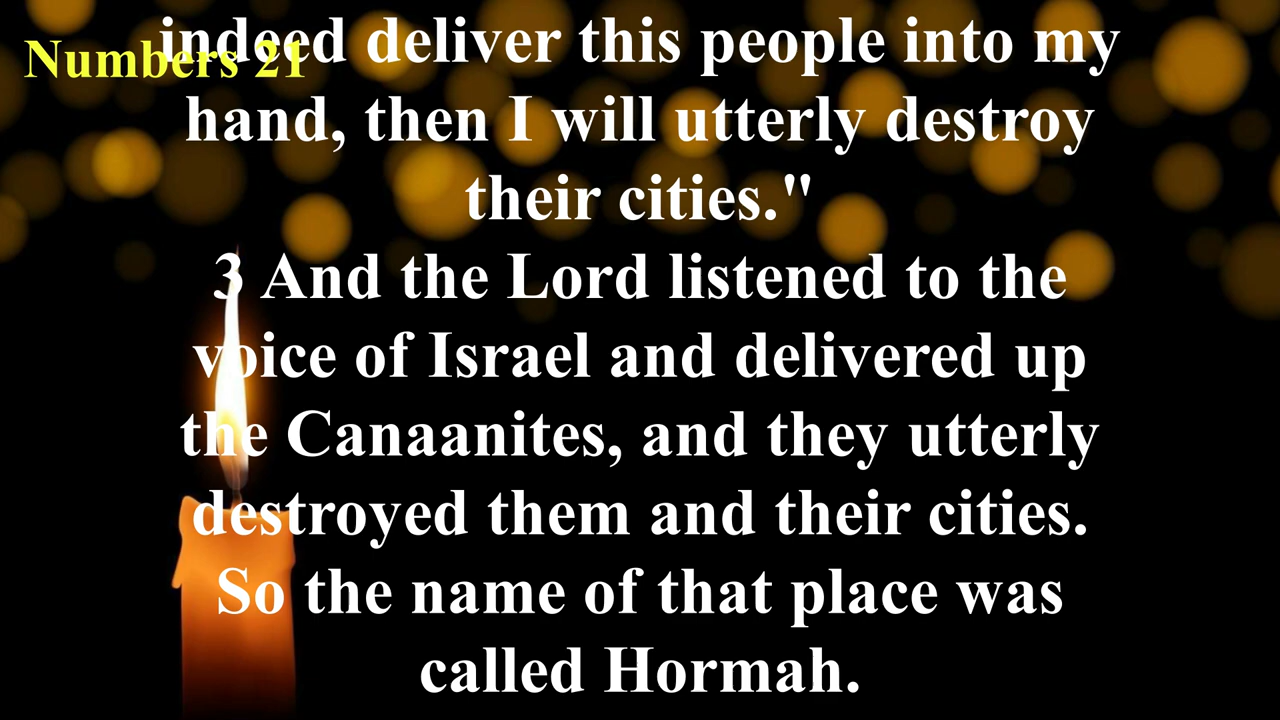 Numbers 21
indeed deliver this people into my
hand, then I will utterly destroy
their cities."
3 And the Lord listened to the
voice of Israel and delivered up
the Canaanites, and they utterly
destroyed them and their cities.
So the name of that place was
called Hormah.